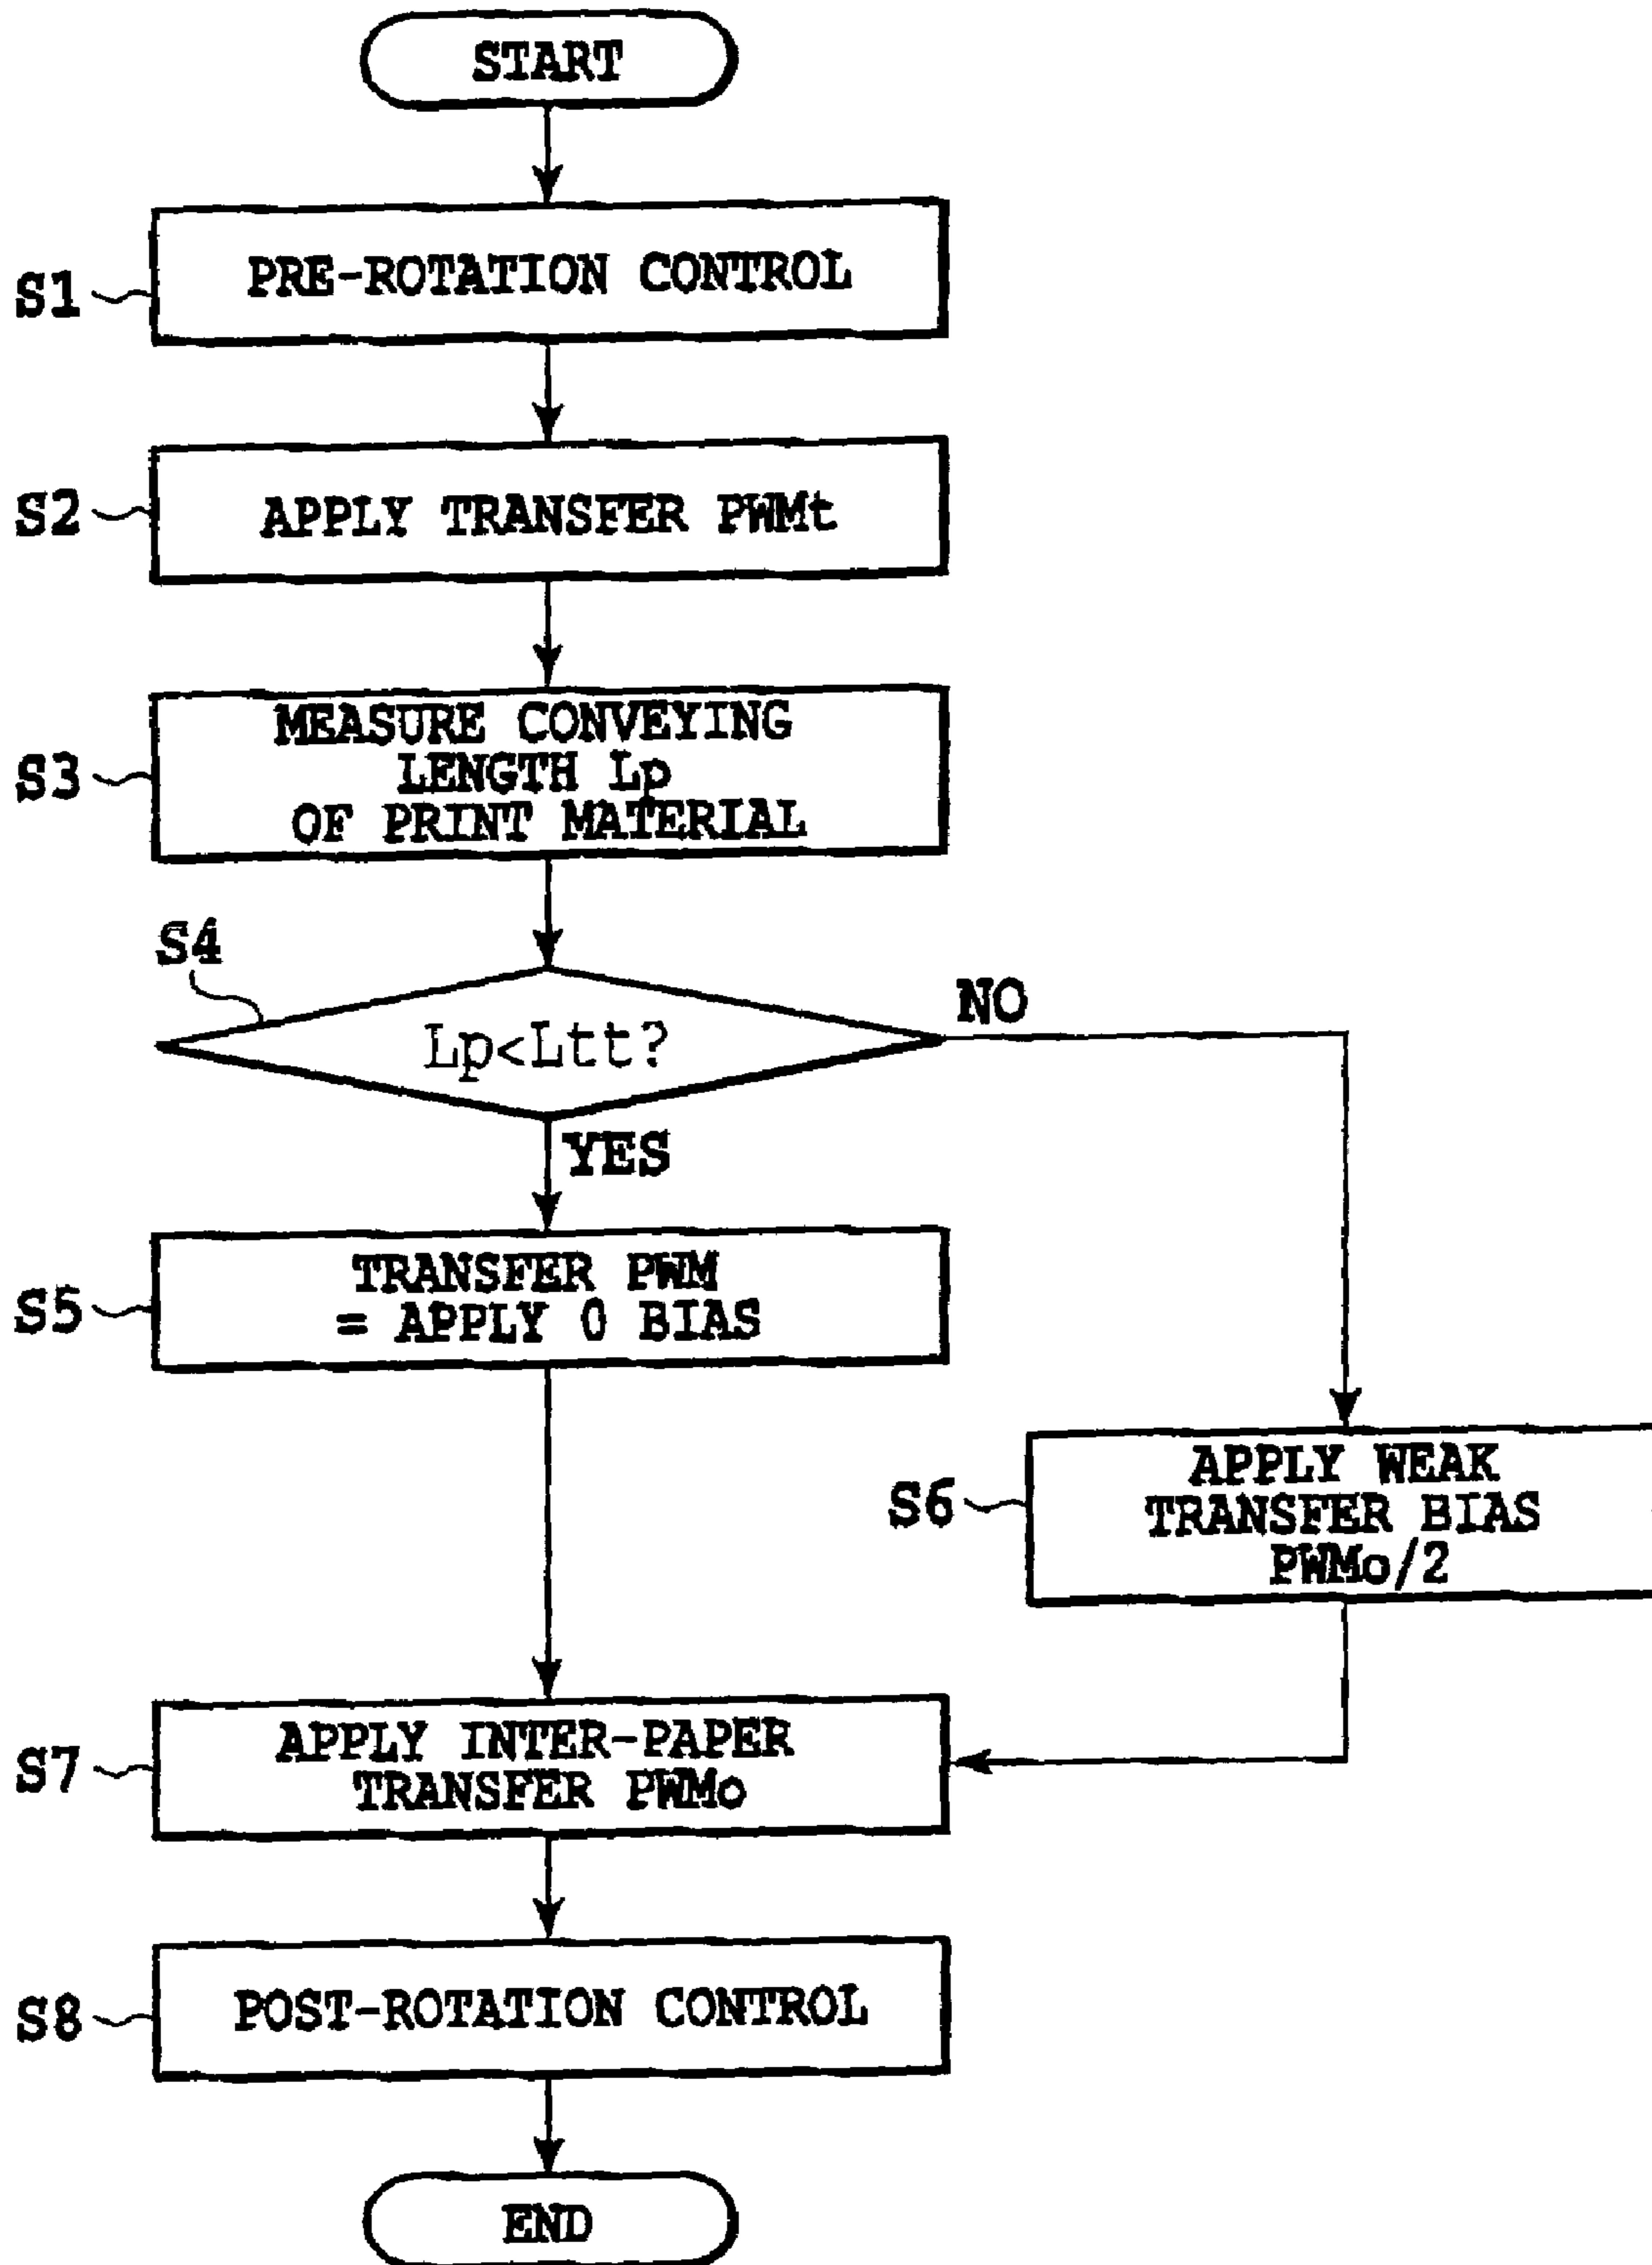 START
S1
PRE-ROTATION CONTROL
S2
APPLY TRANSFER PWMt
S3
MEASURE CONVEYING
LENGTH Lp
OF PRINT MATERIAL
S4
Lp<Ltt?
NO
YES
S5
TRANSFER PWM
= APPLY 0 BIAS
S6
APPLY WEAK
TRANSFER BIAS
PWMo/2
S7
APPLY INTER-PAPER
TRANSFER PWMo
S8
POST-ROTATION CONTROL
END